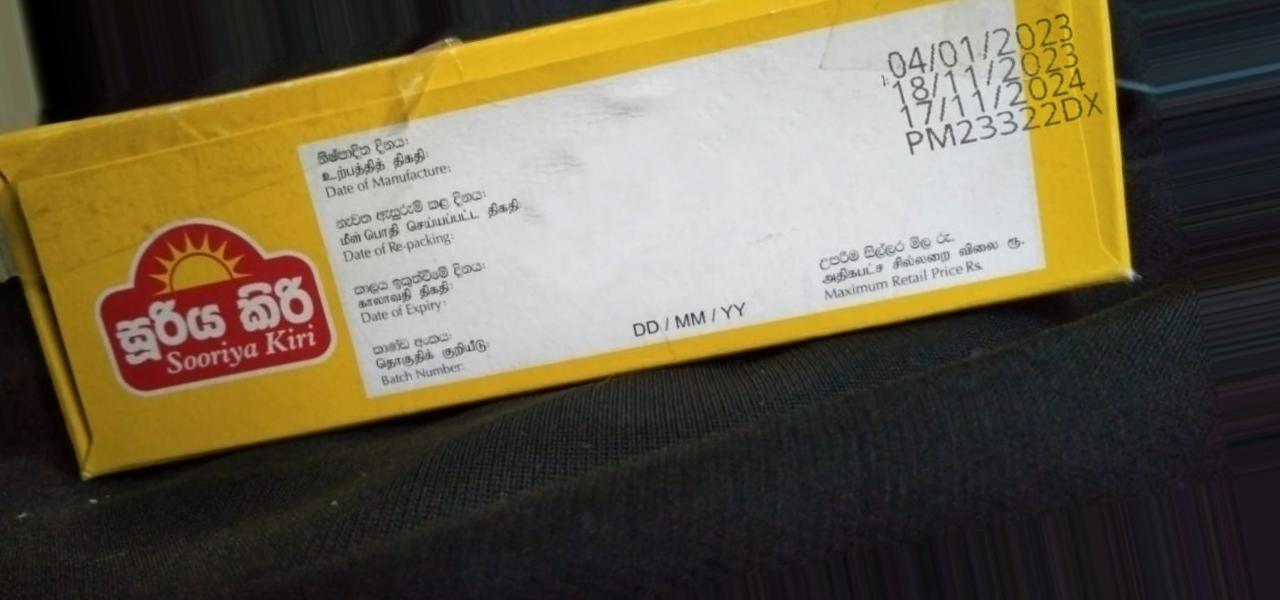 සූරිය කිරි
Sooriya Kiri
නිෂ්පාදිත දිනය:
உற்பத்தித் திகதி:
Date of Manufacture:
නැවත ඇසුරුම් කළ දිනය:
மீள் பொதி செய்யப்பட்ட திகதி:
Date of Re-packing:
කාලය ඉකුත්වීමේ දිනය:
காலாவதி திகதி:
Date of Expiry:
කාණ්ඩ අංකය:
தொகுதிக் குறியீடு:
Batch Number:
DD / MM / YY
04/01/2023
18/11/2023
17/11/2024
PM23322DX
උපරිම සිල්ලර මිල රු.
அதிகபட்ச சில்லறை விலை ரூ.
Maximum Retail Price Rs.